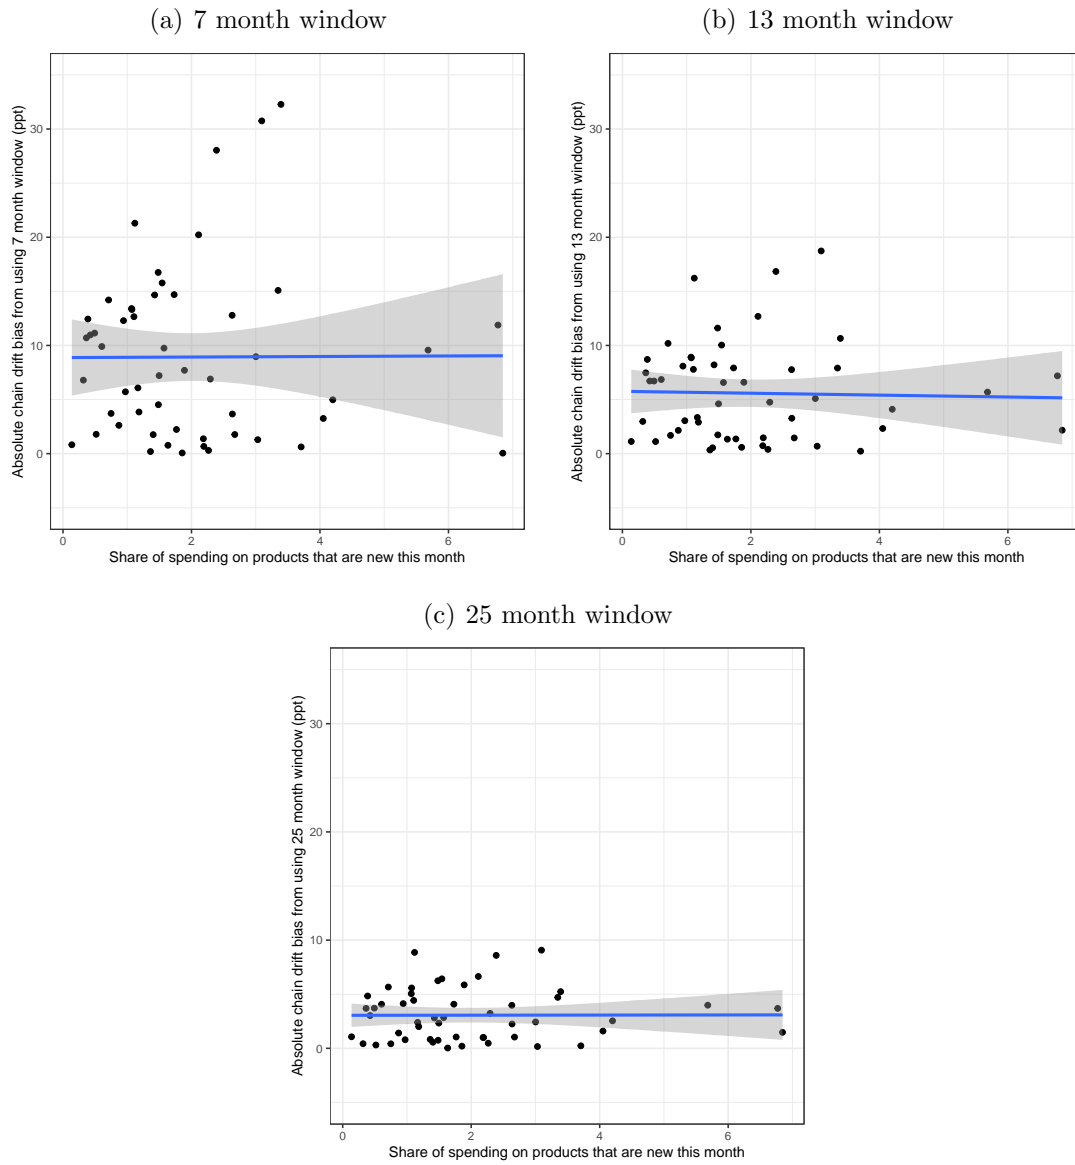 (a) 7 month window
Absolute chain drift bias from using 7 month window (ppt)
30
20
10
0
0 2 4 6
Share of spending on products that are new this month
(b) 13 month window
Absolute chain drift bias from using 13 month window (ppt)
30
20
10
0
0 2 4 6
Share of spending on products that are new this month
(c) 25 month window
Absolute chain drift bias from using 25 month window (ppt)
30
20
10
0
0 2 4 6
Share of spending on products that are new this month